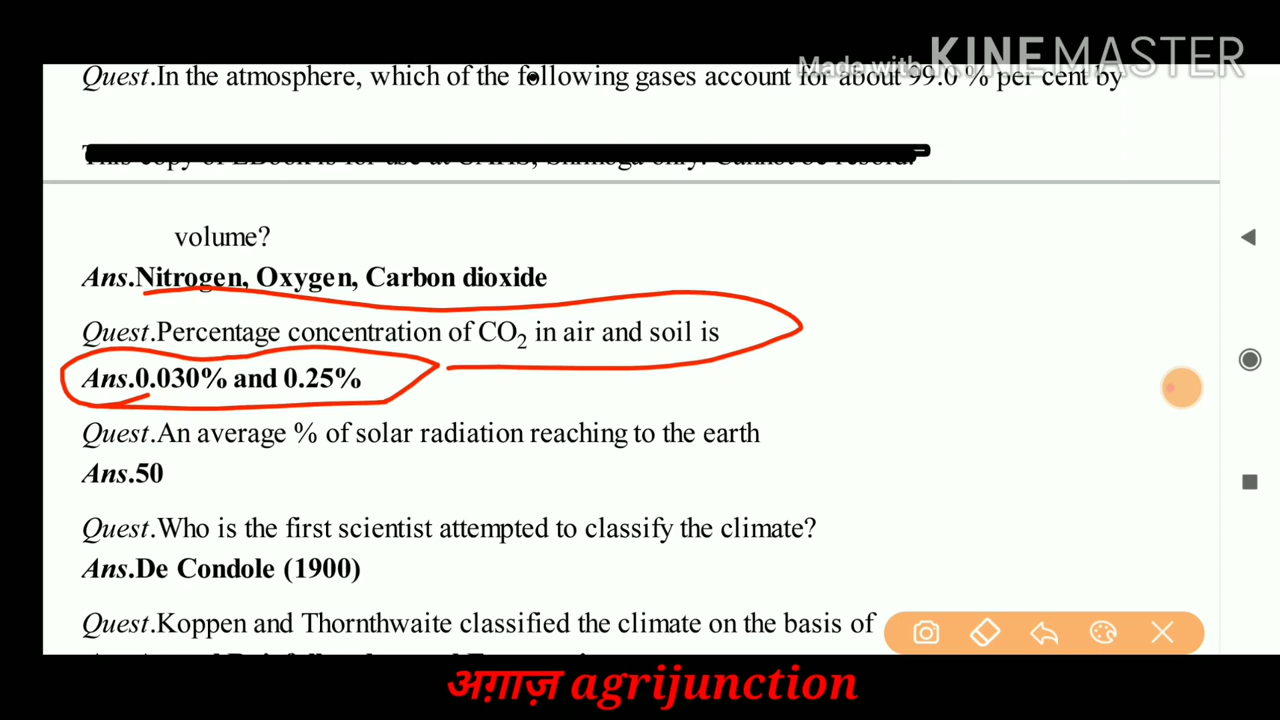 Made with KINEMASTER
Quest.In the atmosphere, which of the following gases account for about 99.0 % per cent by
volume?
Ans.Nitrogen, Oxygen, Carbon dioxide
Quest.Percentage concentration of CO₂ in air and soil is
Ans.0.030% and 0.25%
Quest.An average % of solar radiation reaching to the earth
Ans.50
Quest.Who is the first scientist attempted to classify the climate?
Ans.De Condole (1900)
Quest.Koppen and Thornthwaite classified the climate on the basis of
अग़ाज़ agrijunction